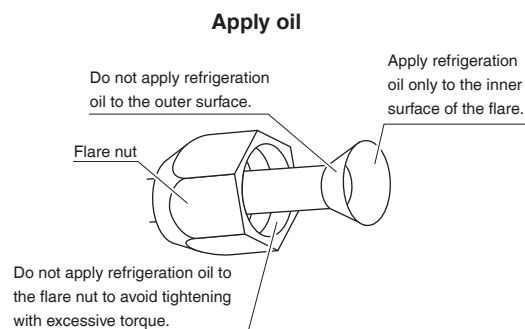 Apply oil
Do not apply refrigeration
oil to the outer surface.
Apply refrigeration
oil only to the inner
surface of the flare.
Flare nut
Do not apply refrigeration oil to
the flare nut to avoid tightening
with excessive torque.